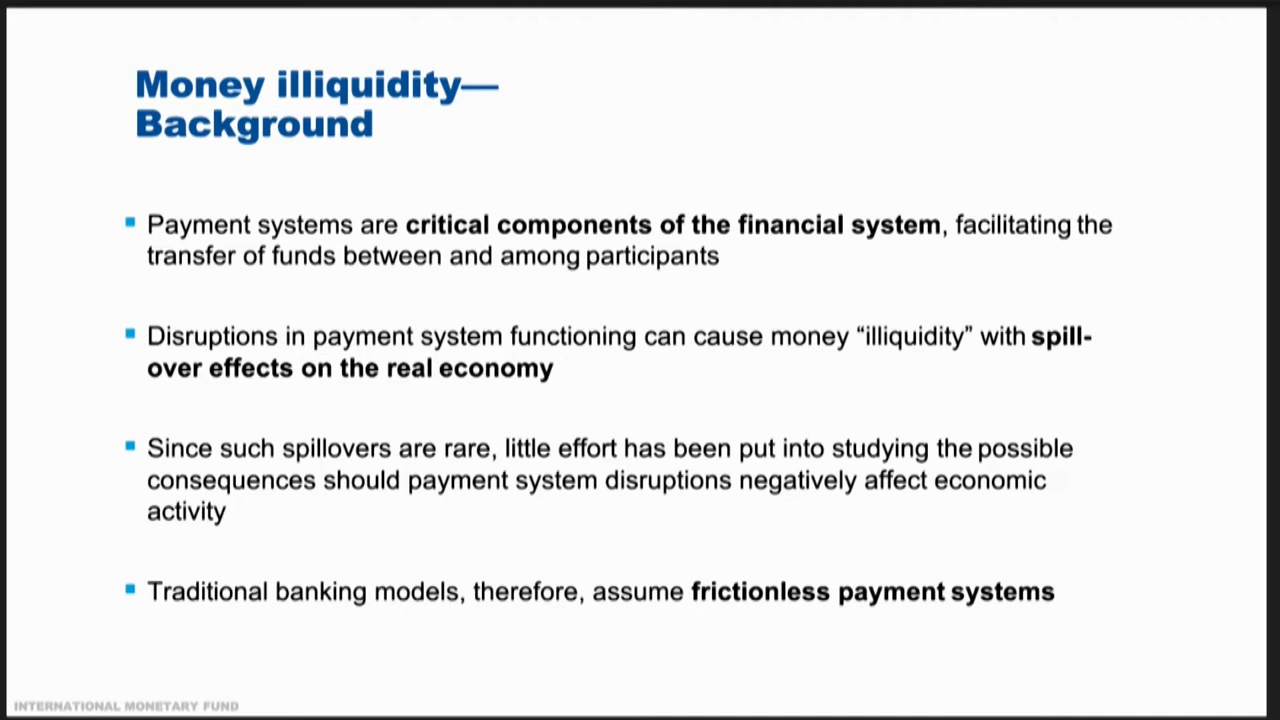 Money illiquidity—
Background
Payment systems are critical components of the financial system, facilitating the
transfer of funds between and among participants
Disruptions in payment system functioning can cause money “illiquidity” with spill-
over effects on the real economy
Since such spillovers are rare, little effort has been put into studying the possible
consequences should payment system disruptions negatively affect economic
activity
Traditional banking models, therefore, assume frictionless payment systems
INTERNATIONAL MONETARY FUND